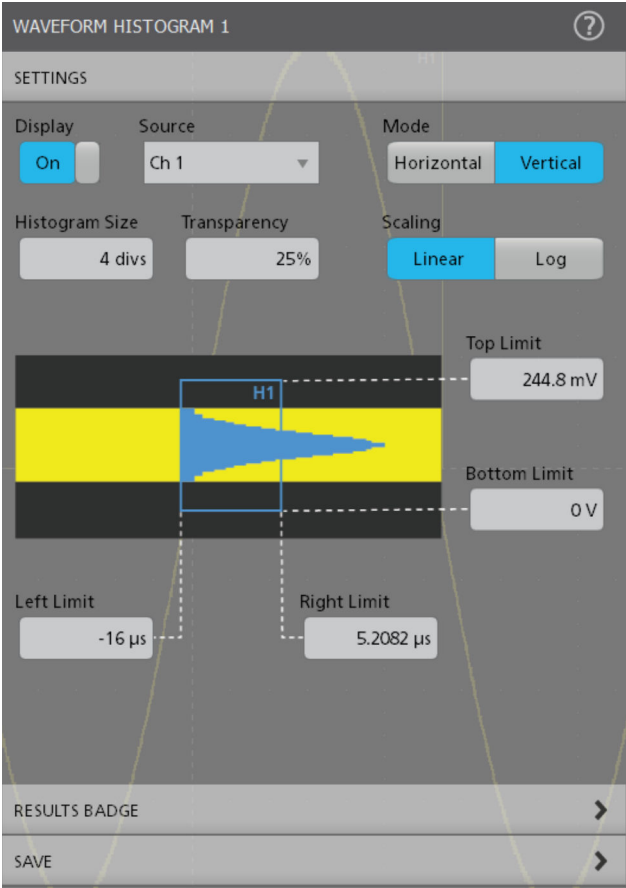 WAVEFORM HISTOGRAM 1
?
H1
SETTINGS
Display Source Mode
On Ch 1 Horizontal Vertical
Histogram Size Transparency Scaling
4 divs 25% Linear Log
Top Limit
244.8 mV
H1
Bottom Limit
0 V
Left Limit Right Limit
-16 µs 5.2082 µs
RESULTS BADGE
SAVE